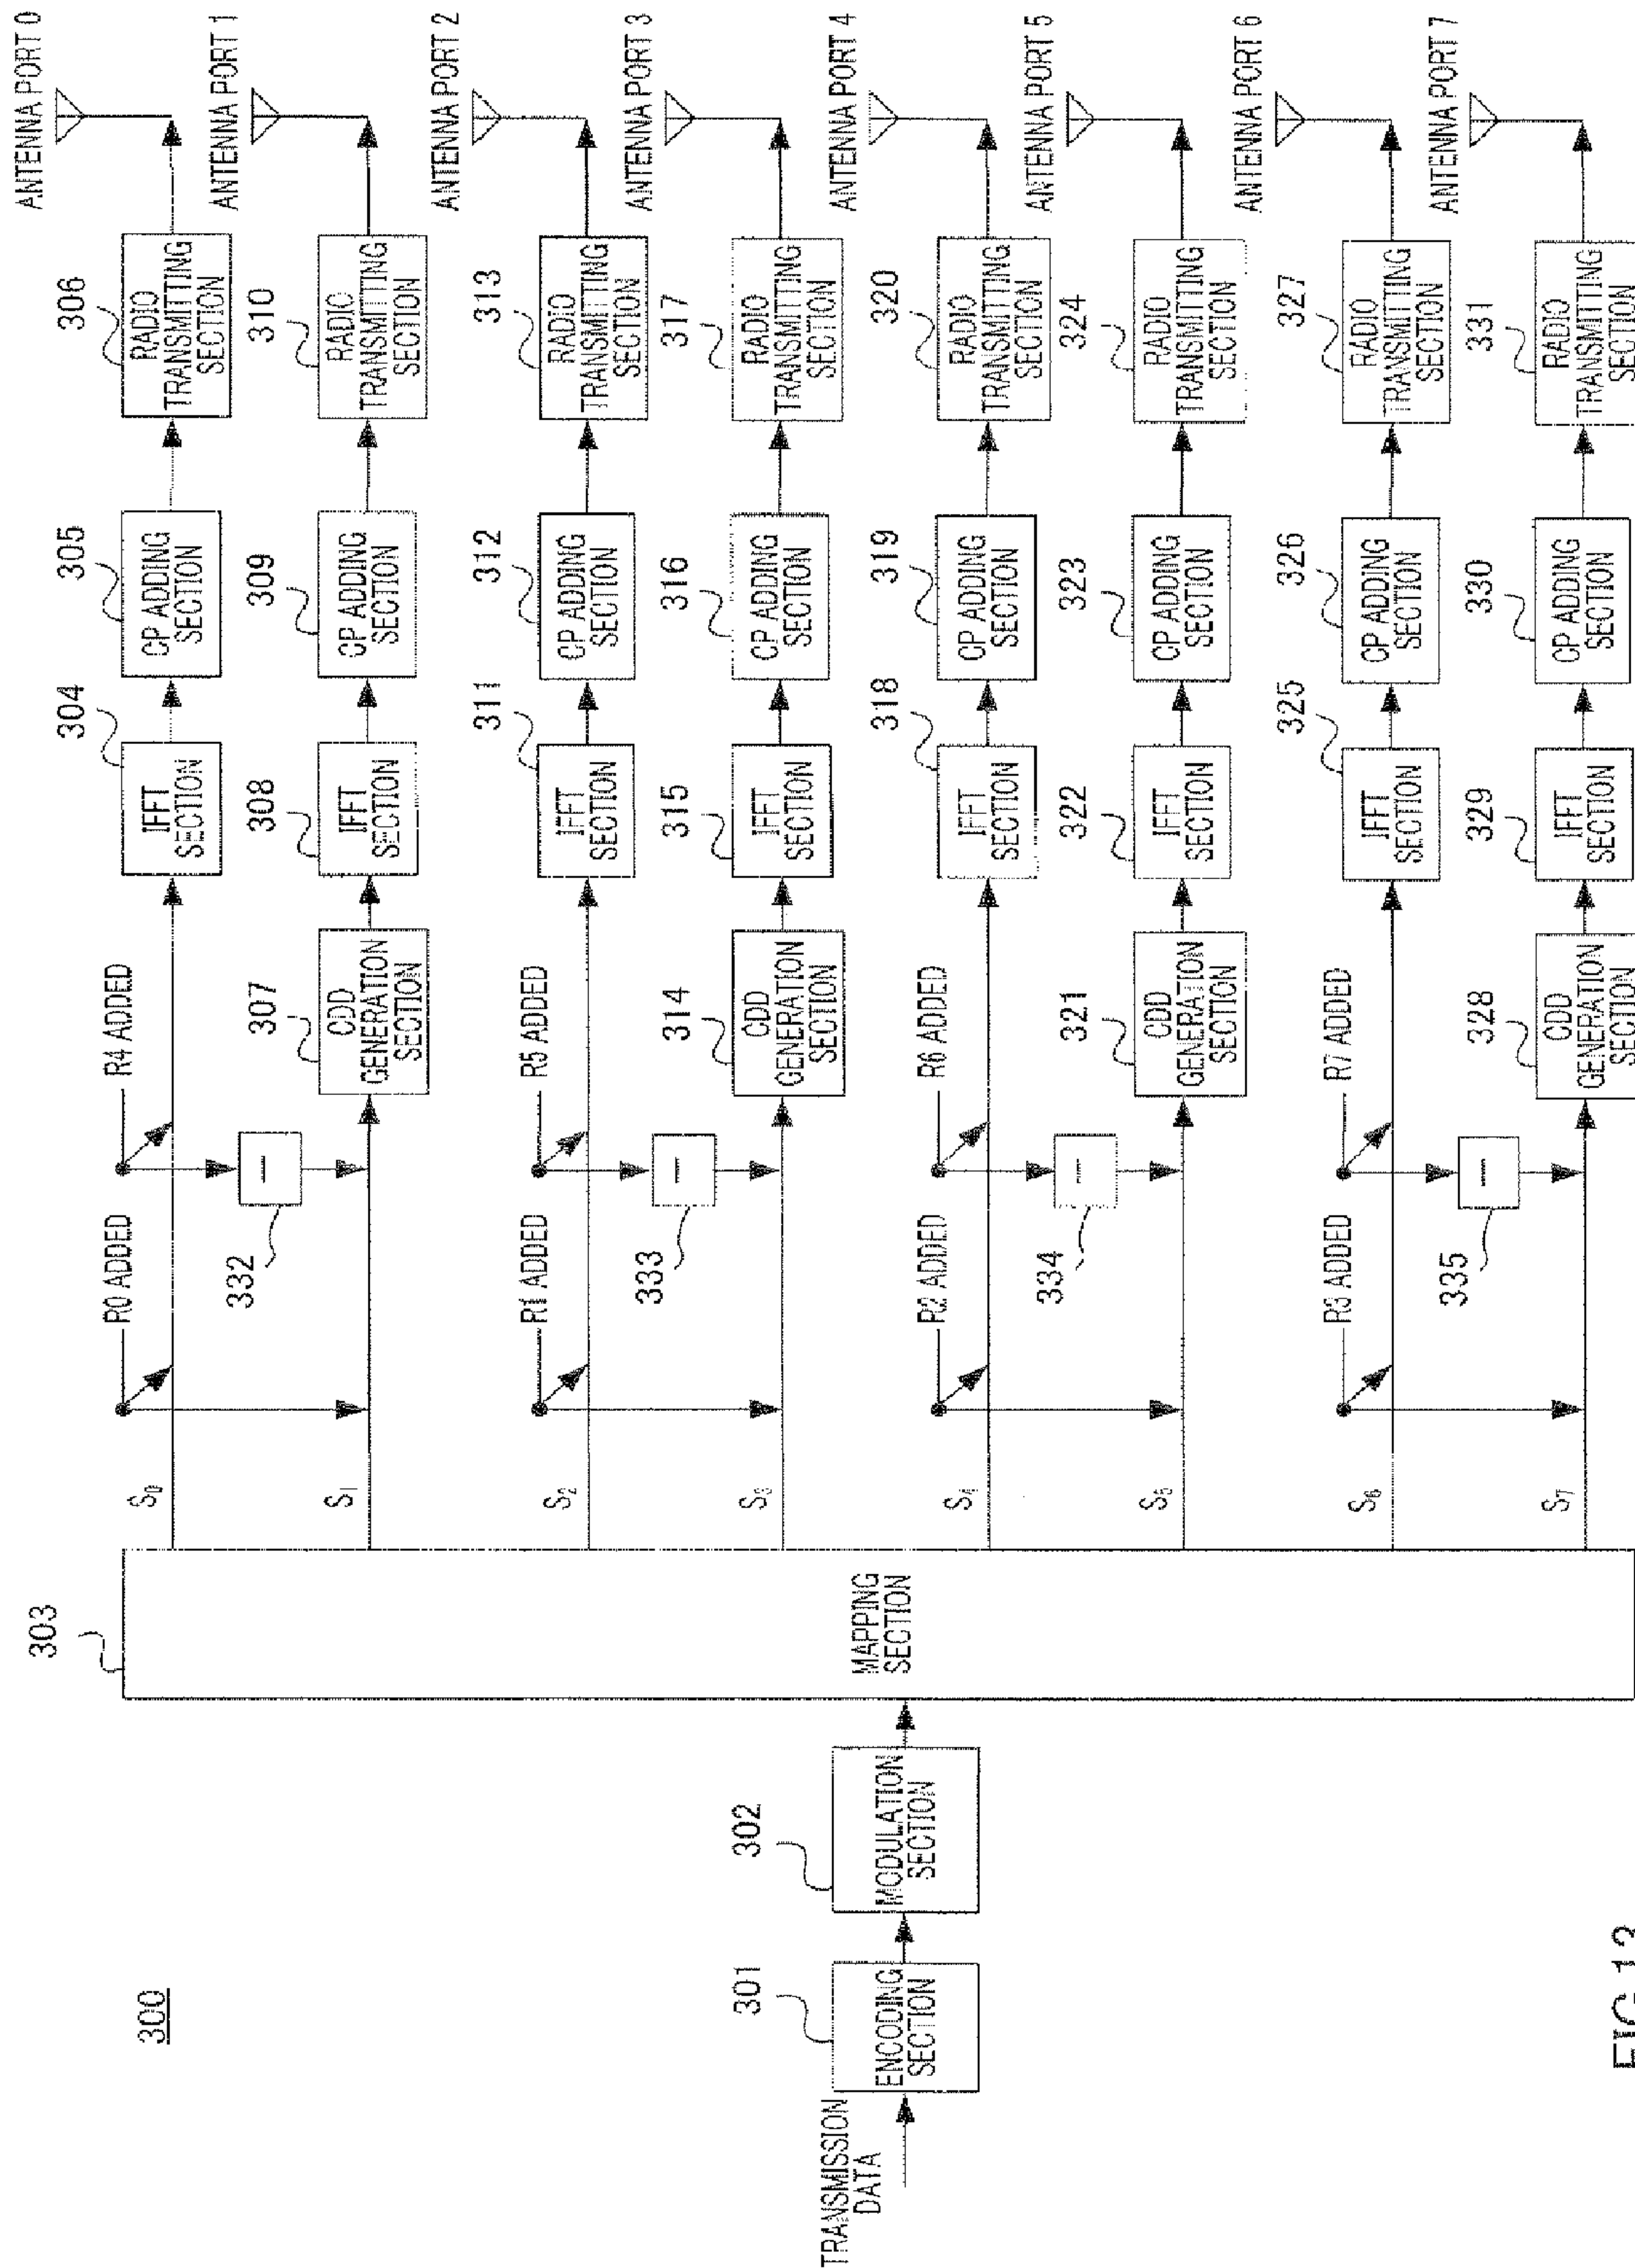 300
TRANSMISSION
DATA
301
ENCODING
SECTION
302
MODULATION
SECTION
303
MAPPING
SECTION
S0
R0 ADDED
R4 ADDED
304
IFFT
SECTION
305
CP ADDING
SECTION
306
RADIO
TRANSMITTING
SECTION
ANTENNA PORT 0
S1
332
307
CDD
GENERATION
SECTION
308
IFFT
SECTION
309
CP ADDING
SECTION
310
RADIO
TRANSMITTING
SECTION
ANTENNA PORT 1
S2
R1 ADDED
R5 ADDED
311
IFFT
SECTION
312
CP ADDING
SECTION
313
RADIO
TRANSMITTING
SECTION
ANTENNA PORT 2
S3
333
314
CDD
GENERATION
SECTION
315
IFFT
SECTION
316
CP ADDING
SECTION
317
RADIO
TRANSMITTING
SECTION
ANTENNA PORT 3
S4
R2 ADDED
R6 ADDED
318
IFFT
SECTION
319
CP ADDING
SECTION
320
RADIO
TRANSMITTING
SECTION
ANTENNA PORT 4
S5
334
321
CDD
GENERATION
SECTION
322
IFFT
SECTION
323
CP ADDING
SECTION
324
RADIO
TRANSMITTING
SECTION
ANTENNA PORT 5
S6
R3 ADDED
R7 ADDED
325
IFFT
SECTION
326
CP ADDING
SECTION
327
RADIO
TRANSMITTING
SECTION
ANTENNA PORT 6
S7
335
328
CDD
GENERATION
SECTION
329
IFFT
SECTION
330
CP ADDING
SECTION
331
RADIO
TRANSMITTING
SECTION
ANTENNA PORT 7
FIG.13